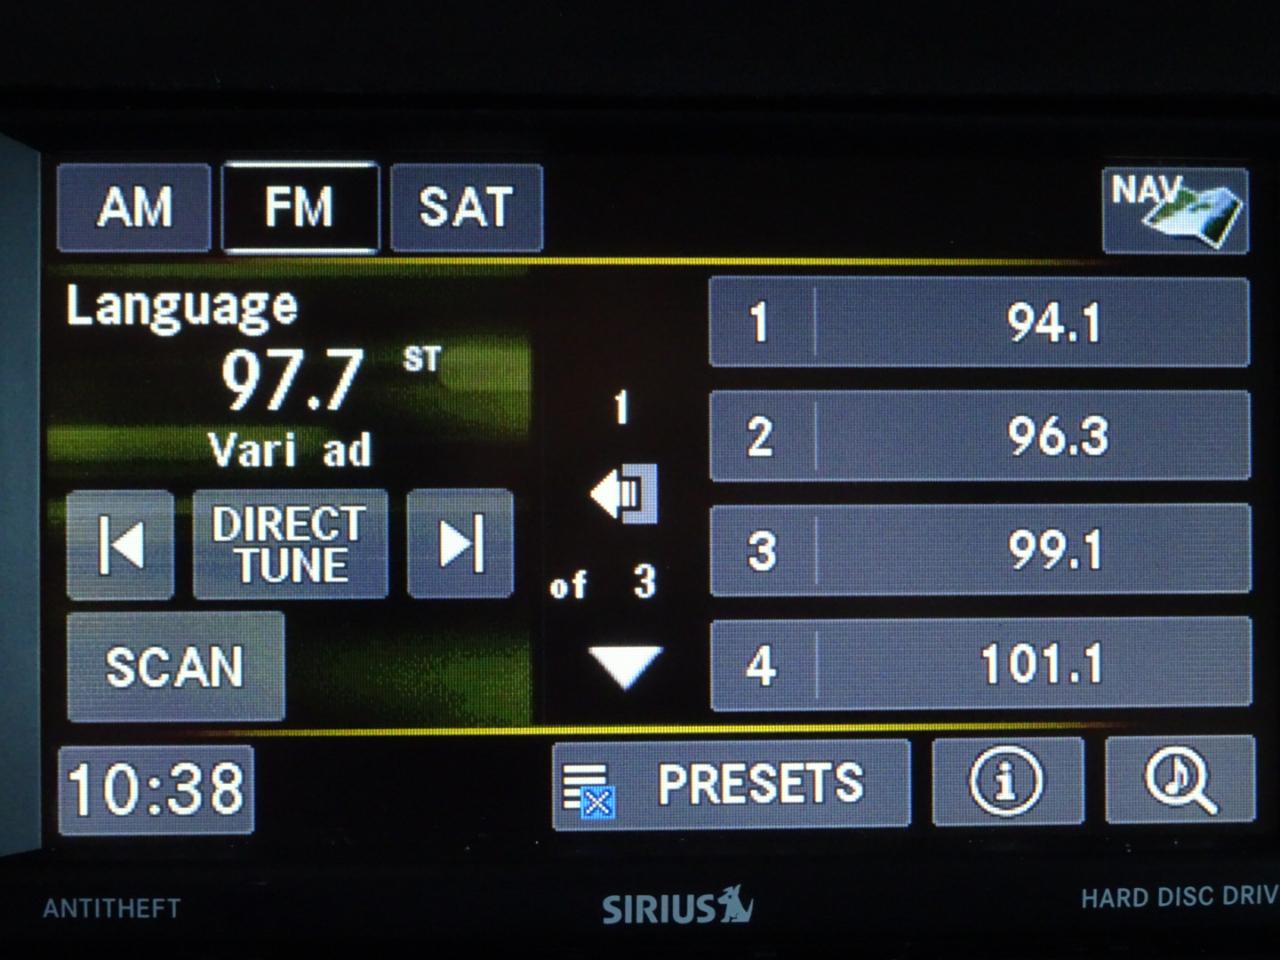 AM FM SAT NAV
Language
97.7 ST
Vari ad
DIRECT
TUNE
SCAN
1
of 3
1 94.1
2 96.3
3 99.1
4 101.1
10:38 PRESETS i
ANTITHEFT SIRIUS HARD DISC DRIV